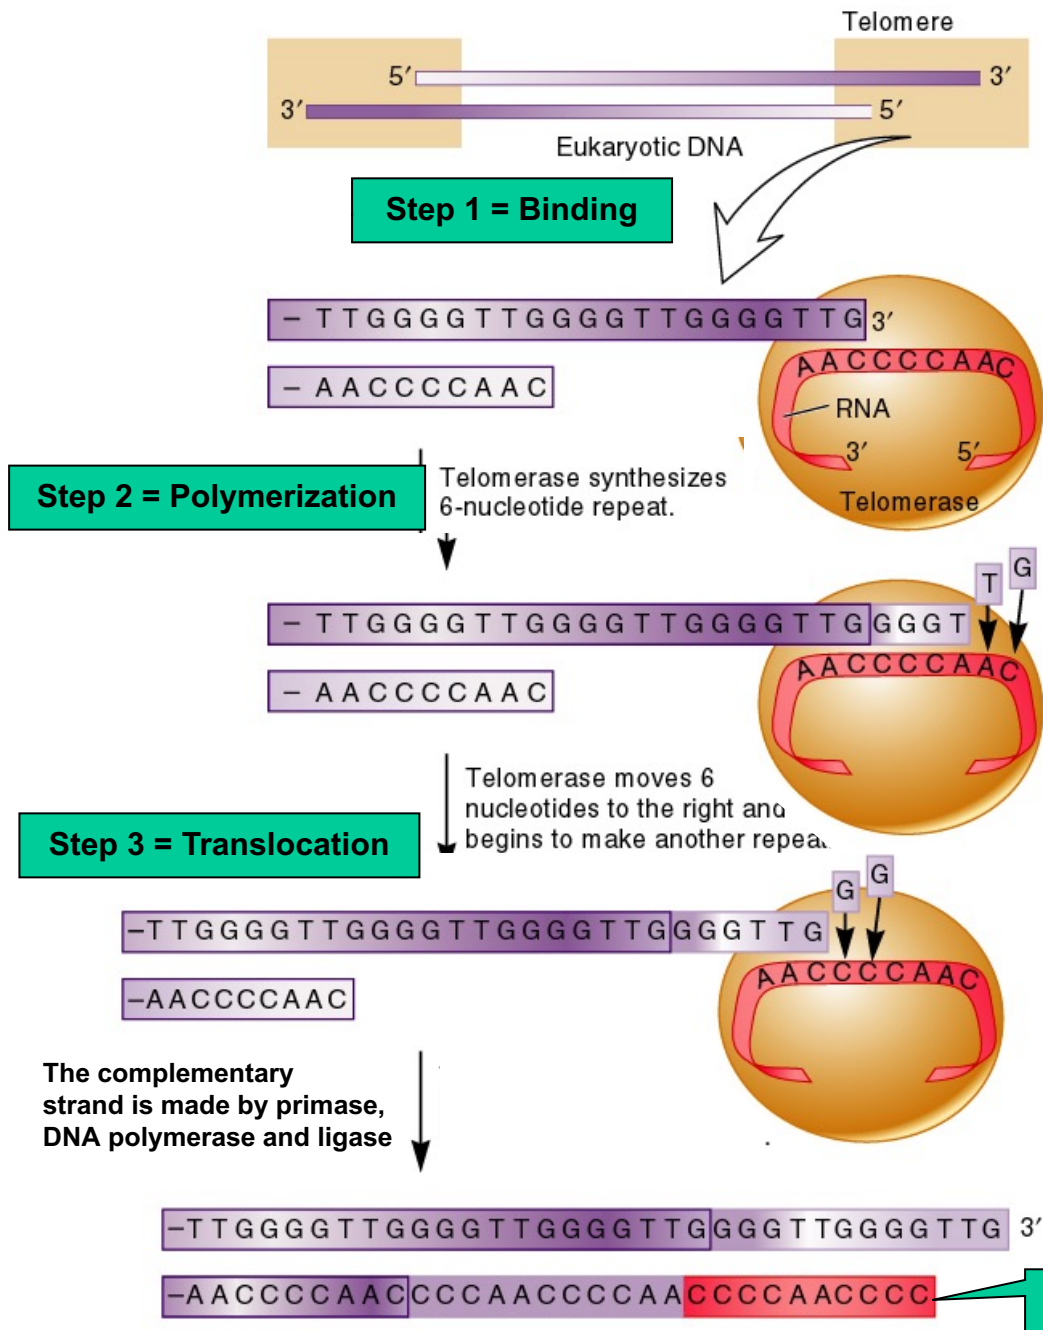 Telomere
5′ 3′
3′ 5′
Eukaryotic DNA
Step 1 = Binding
– T T G G G G T T G G G G T T G G G G T T G 3′
A A C C C C A A C
– A A C C C C A A C
RNA
3′ 5′
Telomerase
Step 2 = Polymerization
Telomerase synthesizes
6-nucleotide repeat.
T G
– T T G G G G T T G G G G T T G G G G T T G G G G T
A A C C C C A A C
– A A C C C C A A C
Telomerase moves 6
nucleotides to the right and
begins to make another repeat
Step 3 = Translocation
G G
–T T G G G G T T G G G G T T G G G G T T G G G G T T G
A A C C C C A A C
–A A C C C C A A C
The complementary
strand is made by primase,
DNA polymerase and ligase
–T T G G G G T T G G G G T T G G G G T T G G G G T T G G G G T T G 3′
–A A C C C C A A C C C C A A C C C C A A C C C C A A C C C C